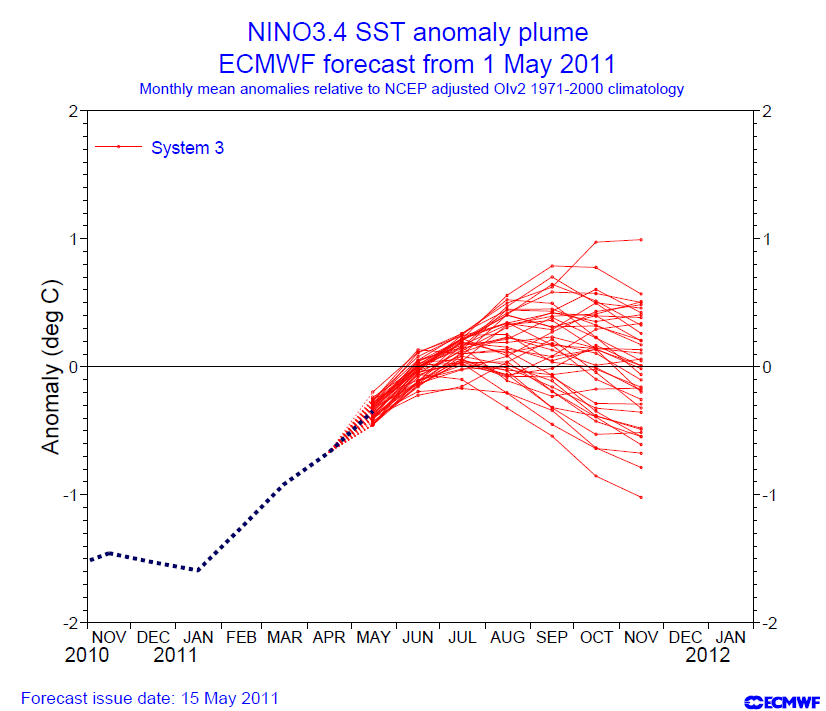 NINO3.4 SST anomaly plume
ECMWF forecast from 1 May 2011
Monthly mean anomalies relative to NCEP adjusted OIv2 1971-2000 climatology
2 2
System 3
1 1
Anomaly (deg C)
0 0
-1 -1
-2 -2
NOV DEC JAN FEB MAR APR MAY JUN JUL AUG SEP OCT NOV DEC JAN
2010 2011 2012
Forecast issue date: 15 May 2011
ECMWF